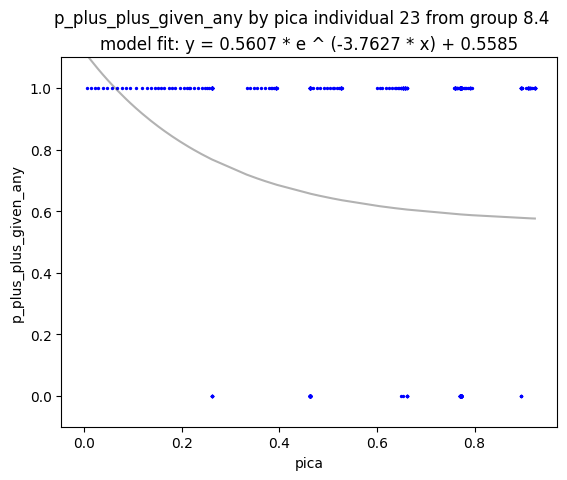 p_plus_plus_given_any by pica individual 23 from group 8.4
model fit: y = 0.5607 * e ^ (-3.7627 * x) + 0.5585
p_plus_plus_given_any
1.0
0.8
0.6
0.4
0.2
0.0
0.0 0.2 0.4 0.6 0.8
pica